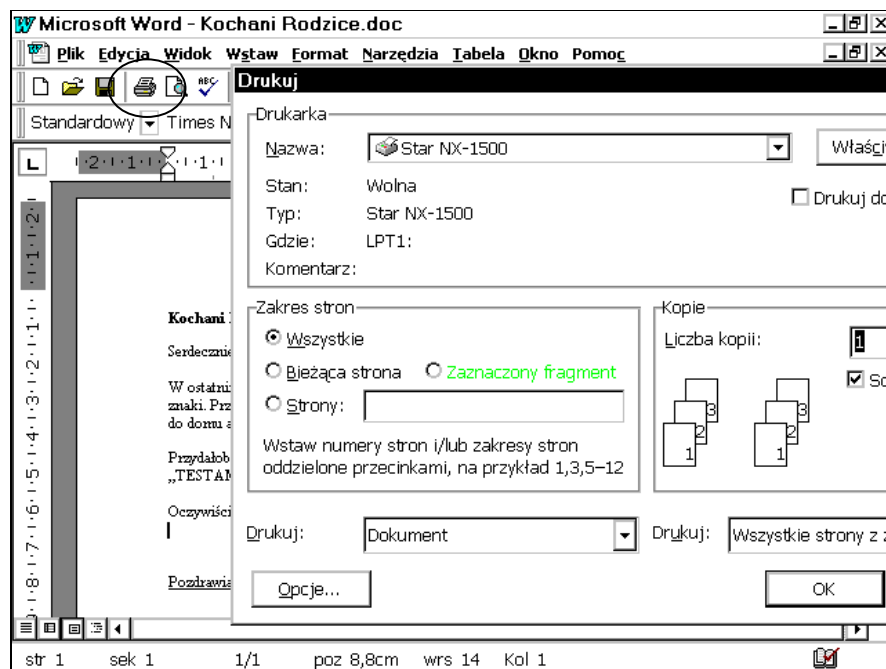 Microsoft Word - Kochani Rodzice.doc
Plik Edycja Widok Wstaw Format Narzędzia Tabela Okno Pomoc
ABC
Drukuj
Standardowy Times N
Drukarka
Nazwa: Star NX-1500
Stan: Wolna
Drukuj do
Typ: Star NX-1500
Gdzie: LPT1:
Komentarz:
Zakres stron
Wszystkie
Bieżąca strona Zaznaczony fragment
Strony:
Wstaw numery stron i/lub zakresy stron
oddzielone przecinkami, na przykład 1,3,5–12
Kopie
Liczba kopii: 1
1 2 3 1 2 3
Kochani
Serdecznie
W ostatni
znaki. Prz
do domu a
Przydałob
„TESTAM
Oczywiści
Pozdrawia
Drukuj: Dokument
Drukuj: Wszystkie strony z z
Opcje... OK
str 1 sek 1 1/1 poz 8,8cm wrs 14 Kol 1